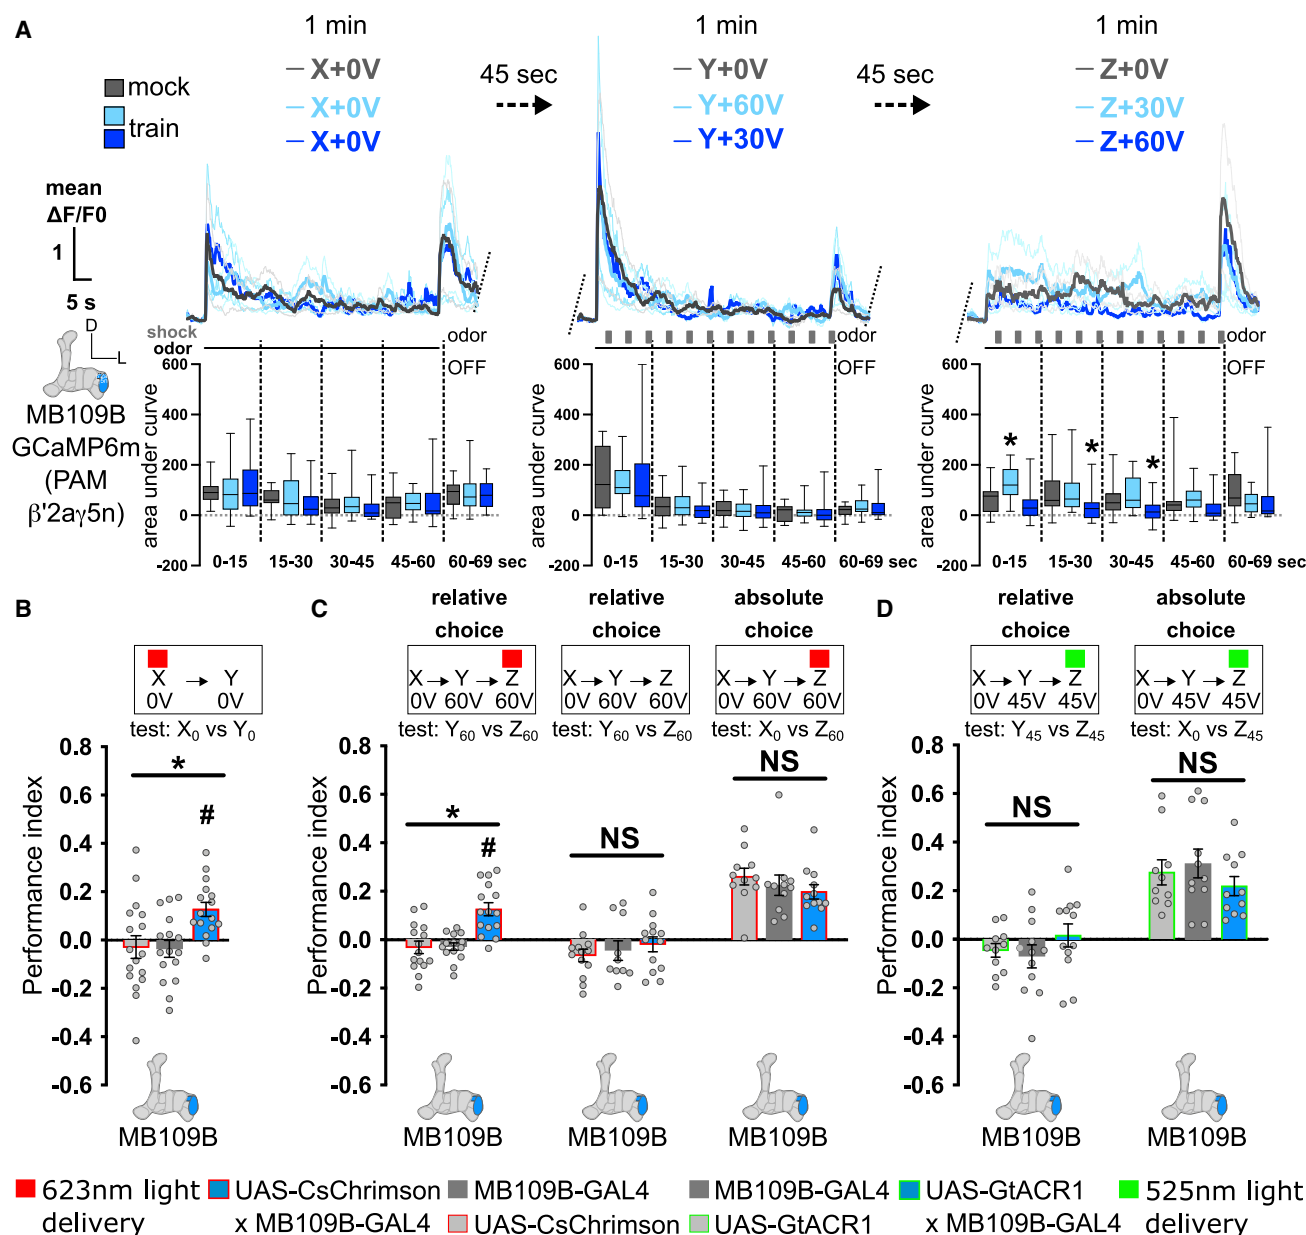 A
1 min
1 min
1 min
mock
train
X+0V
X+0V
X+0V
45 sec
Y+0V
Y+60V
Y+30V
45 sec
Z+0V
Z+30V
Z+60V
mean
ΔF/F0
1
5 s
D
L
shock
odor
MB109B
GCaMP6m
(PAM
β'2aγ5n)
area under curve
600
400
200
0
-200
odor
OFF
0-15
15-30
30-45
45-60
60-69 sec
area under curve
600
400
200
0
-200
odor
OFF
0-15
15-30
30-45
45-60
60-69 sec
area under curve
600
400
200
0
-200
odor
OFF
*
*
*
0-15
15-30
30-45
45-60
60-69 sec
B
X → Y
0V 0V
test: X0 vs Y0
Performance index
0.8
0.6
0.4
0.2
0.0
-0.2
-0.4
-0.6
*
#
MB109B
C
relative
choice
X → Y → Z
0V 60V 60V
test: Y60 vs Z60
relative
choice
X → Y → Z
0V 60V 60V
test: Y60 vs Z60
absolute
choice
X → Y → Z
0V 60V 60V
test: X0 vs Z60
Performance index
0.8
0.6
0.4
0.2
0.0
-0.2
-0.4
-0.6
*
#
NS
NS
MB109B
MB109B
MB109B
D
relative
choice
X → Y → Z
0V 45V 45V
test: Y45 vs Z45
absolute
choice
X → Y → Z
0V 45V 45V
test: X0 vs Z45
Performance index
0.8
0.6
0.4
0.2
0.0
-0.2
-0.4
-0.6
NS
NS
MB109B
MB109B
623nm light
delivery
UAS-CsChrimson
x MB109B-GAL4
MB109B-GAL4
UAS-CsChrimson
MB109B-GAL4
UAS-GtACR1
UAS-GtACR1
x MB109B-GAL4
525nm light
delivery